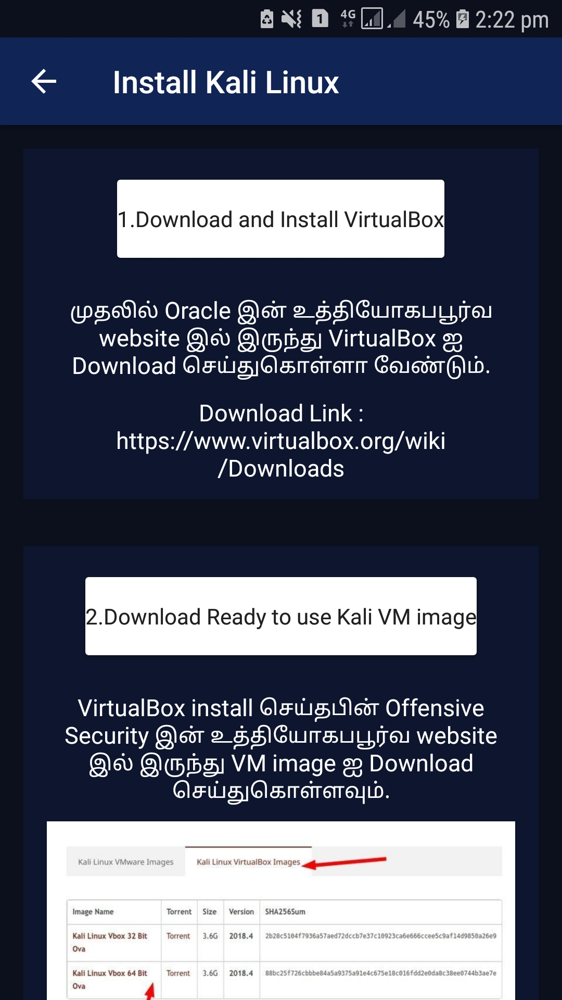 1 4G 45% 2:22 pm
Install Kali Linux
1.Download and Install VirtualBox
முதலில் Oracle இன் உத்தியோகபபூர்வ
website இல் இருந்து VirtualBox ஐ
Download செய்துகொள்ளா வேண்டும்.
Download Link :
https://www.virtualbox.org/wiki
/Downloads
2.Download Ready to use Kali VM image
VirtualBox install செய்தபின் Offensive
Security இன் உத்தியோகபபூர்வ website
இல் இருந்து VM image ஐ Download
செய்துகொள்ளவும்.
Kali Linux VMware Images Kali Linux VirtualBox Images
Image Name Torrent Size Version SHA256Sum
Kali Linux Vbox 32 Bit Torrent 3.6G 2018.4 2b28c5104f7936a57aed72dccb7e37c10923ca6e666ccee5c9af14d9850a26e9
Ova
Kali Linux Vbox 64 Bit Torrent 3.6G 2018.4 88bc25f726cbbbe84a5a9375a91e4c675e18c016fdd2e0da8c38ee0744b3ae7e
Ova